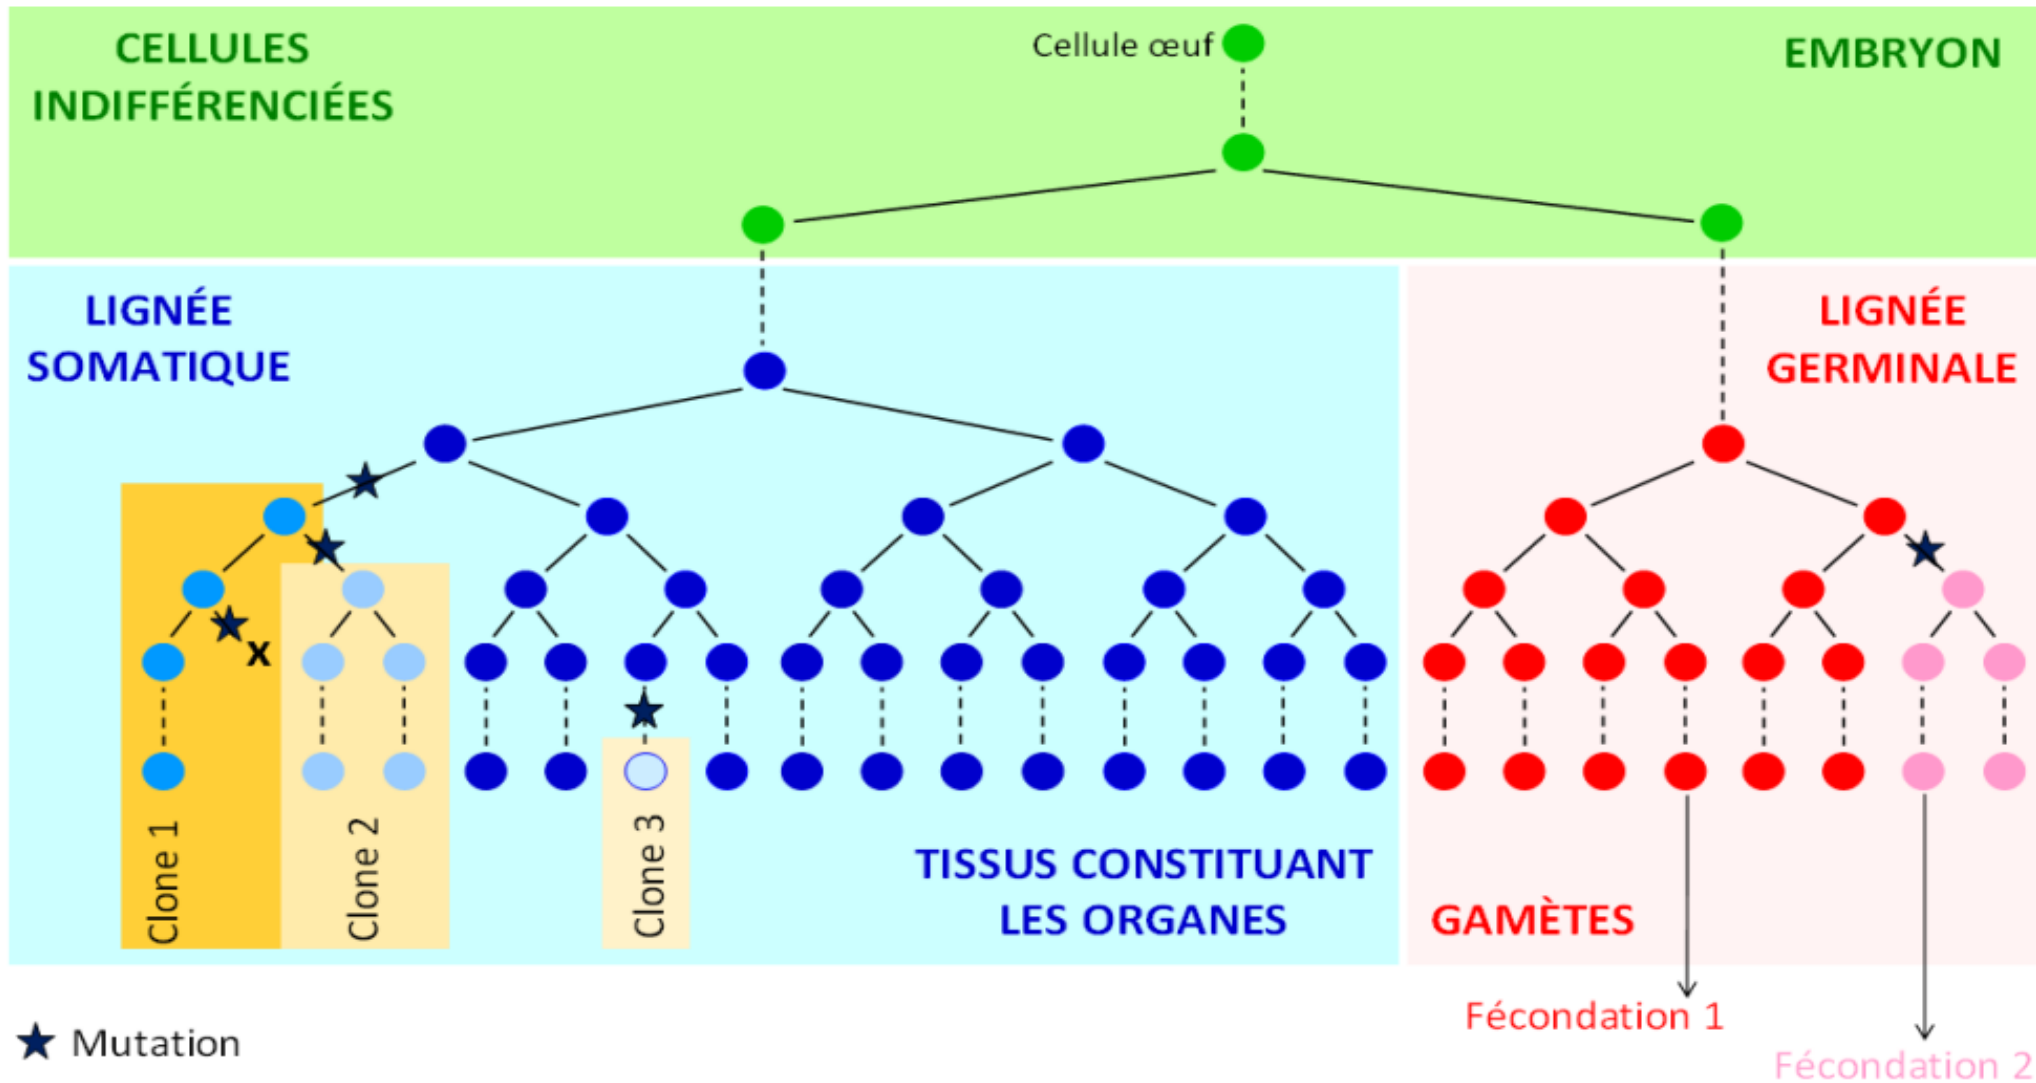 CELLULES
INDIFFÉRENCIÉES
Cellule œuf
EMBRYON
LIGNÉE
SOMATIQUE
LIGNÉE
GERMINALE
X
Clone 1
Clone 2
Clone 3
TISSUS CONSTITUANT
LES ORGANES
GAMÈTES
Fécondation 1
Fécondation 2
Mutation